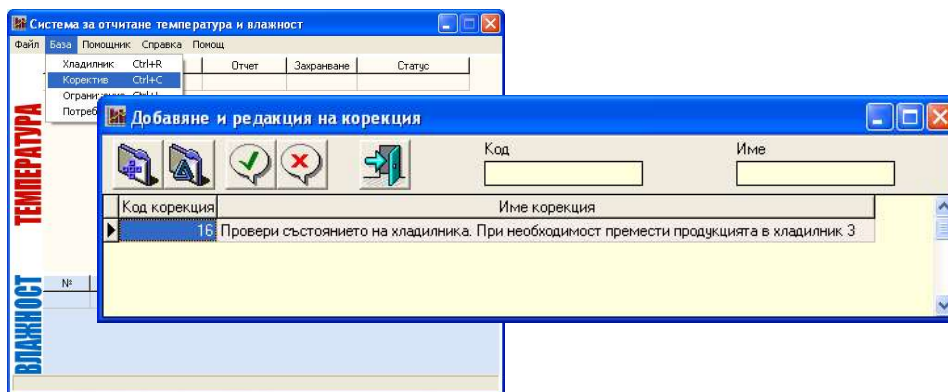 Система за отчитане температура и влажност
Файл База Помощник Справка Помощ
Хладилник Ctrl+R
Отчет Захранване Статус
Коректив Ctrl+C
Потреб
ТЕМПЕРАТУРА
Добавяне и редакция на корекция
Код Име
Код корекция Име корекция
16 Провери състоянието на хладилника. При необходимост премести продукцията в хладилник 3
№
ВЛАЖНОСТ